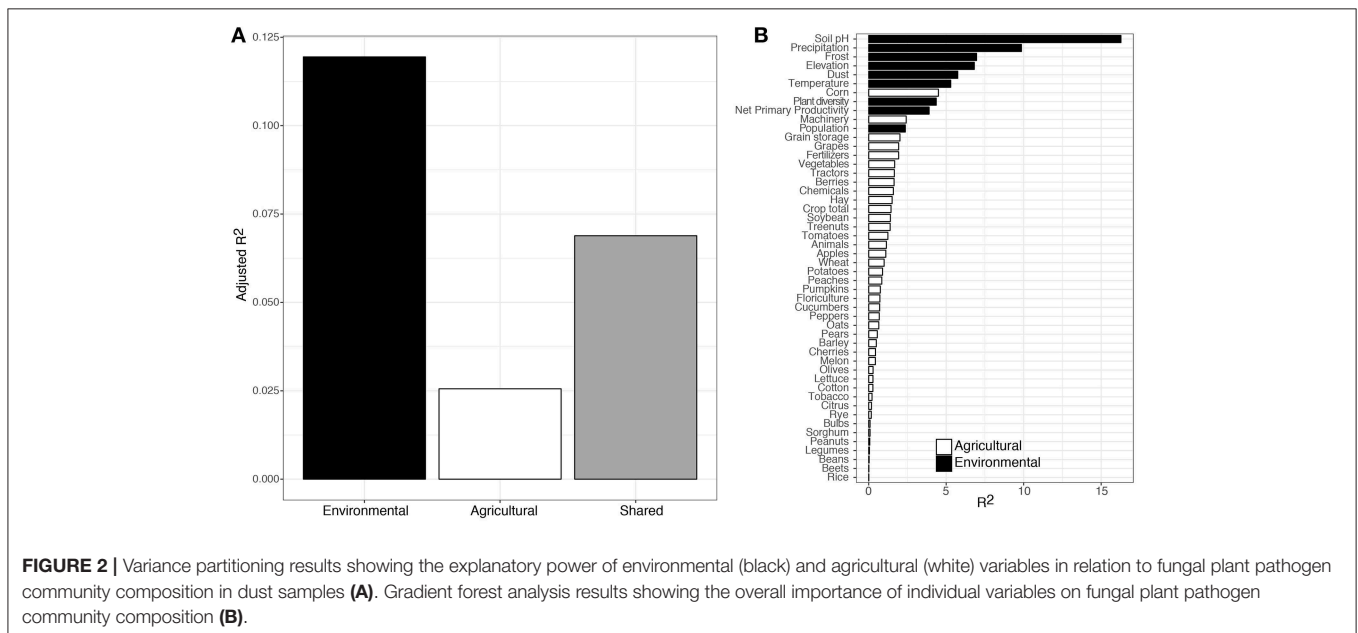 A
0.125
0.100
0.075
0.050
0.025
0.000
Adjusted R2
Environmental
Agricultural
Shared
B
Soil pH
Precipitation
Frost
Elevation
Dust
Temperature
Corn
Plant diversity
Net Primary Productivity
Machinery
Population
Grain storage
Grapes
Fertilizers
Vegetables
Tractors
Berries
Chemicals
Hay
Crop total
Soybean
Treenuts
Tomatoes
Animals
Apples
Wheat
Potatoes
Peaches
Pumpkins
Floriculture
Cucumbers
Peppers
Oats
Pears
Barley
Cherries
Melon
Olives
Lettuce
Cotton
Tobacco
Citrus
Rye
Bulbs
Sorghum
Peanuts
Legumes
Beans
Beets
Rice
Agricultural
Environmental
0 5 10 15
R2
FIGURE 2 | Variance partitioning results showing the explanatory power of environmental (black) and agricultural (white) variables in relation to fungal plant pathogen
community composition in dust samples (A). Gradient forest analysis results showing the overall importance of individual variables on fungal plant pathogen
community composition (B).